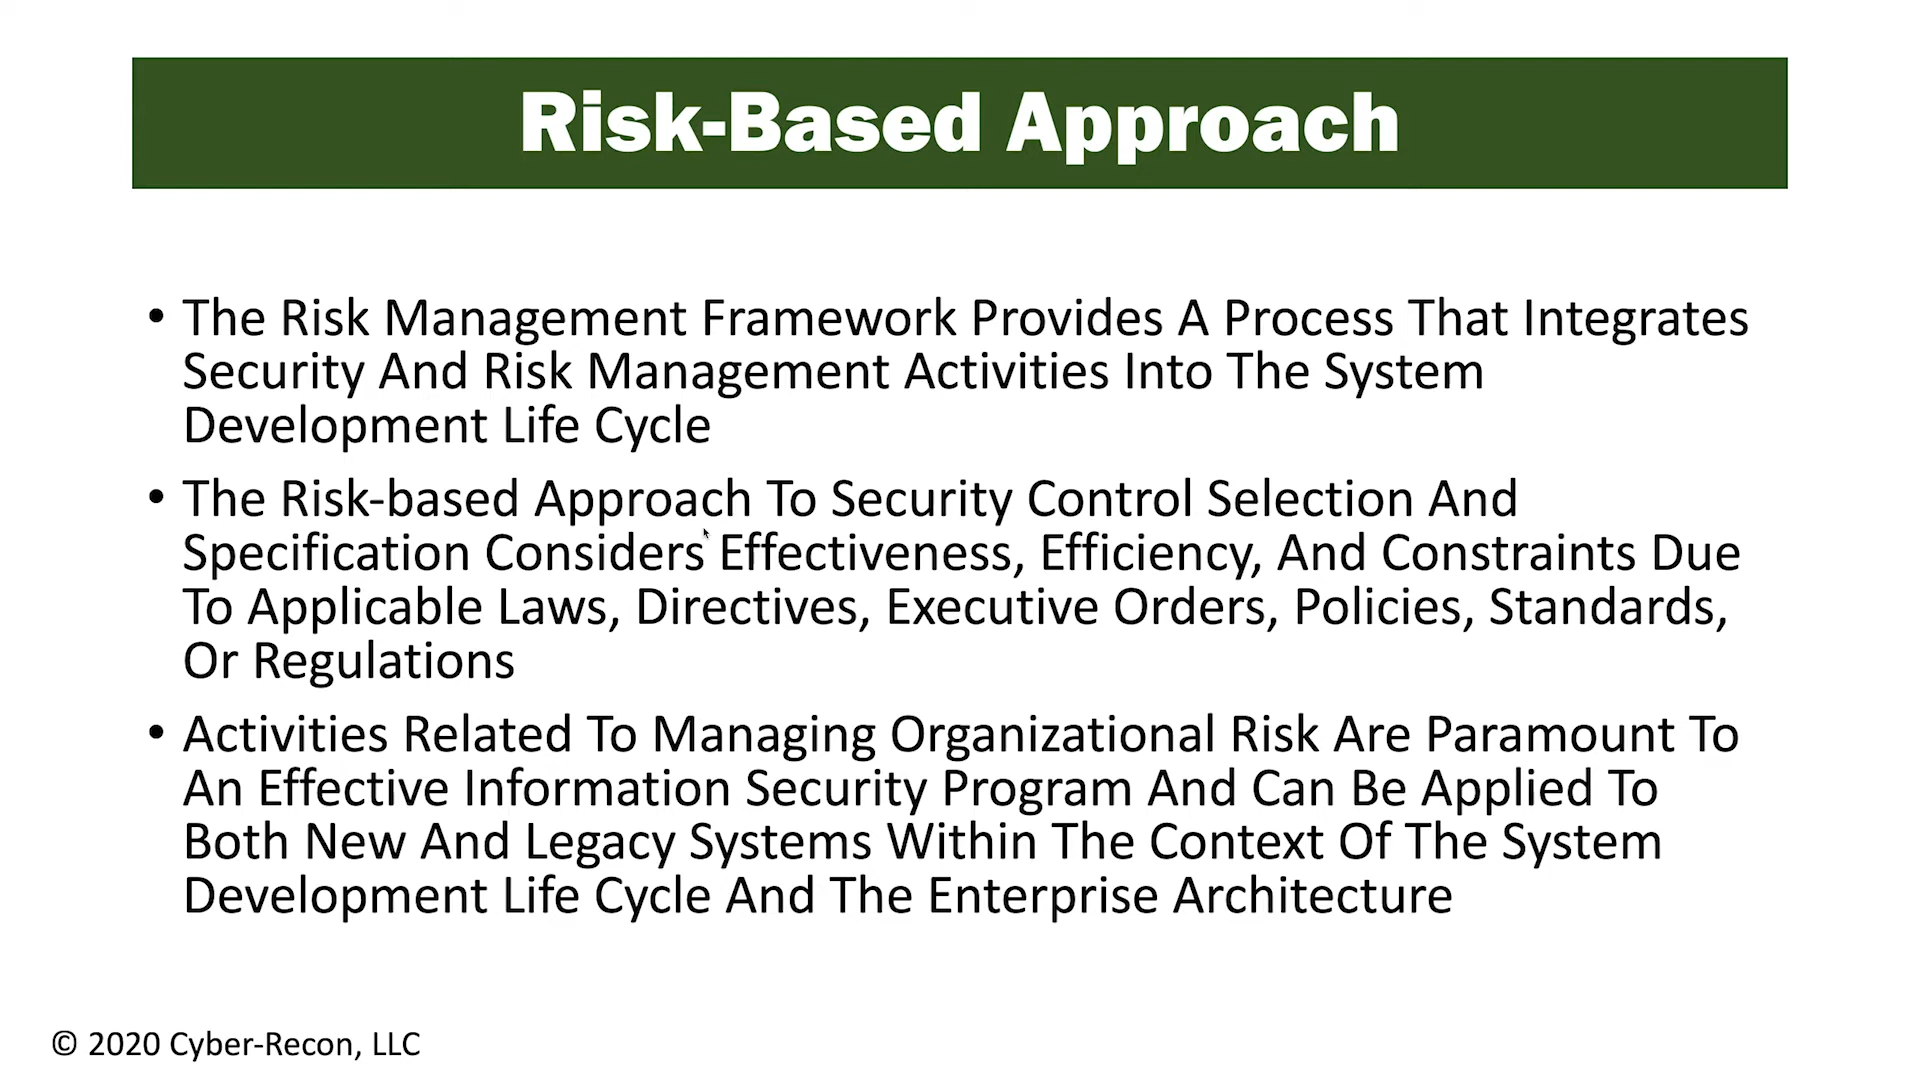 Risk-Based Approach
• The Risk Management Framework Provides A Process That Integrates
Security And Risk Management Activities Into The System
Development Life Cycle
• The Risk-based Approach To Security Control Selection And
Specification Considers Effectiveness, Efficiency, And Constraints Due
To Applicable Laws, Directives, Executive Orders, Policies, Standards,
Or Regulations
• Activities Related To Managing Organizational Risk Are Paramount To
An Effective Information Security Program And Can Be Applied To
Both New And Legacy Systems Within The Context Of The System
Development Life Cycle And The Enterprise Architecture
© 2020 Cyber-Recon, LLC